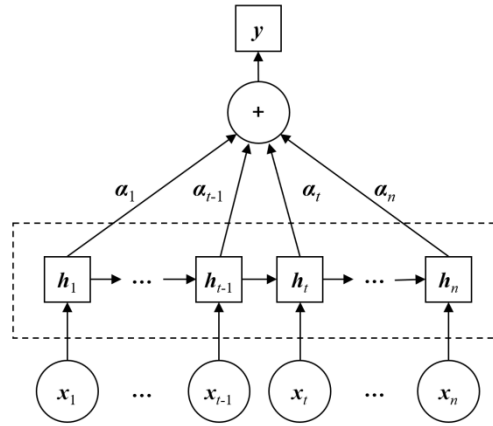 y
+
α₁ αₜ₋₁ αₜ αₙ
h₁ ... hₜ₋₁ hₜ ... hₙ
x₁ ... xₜ₋₁ xₜ ... xₙ